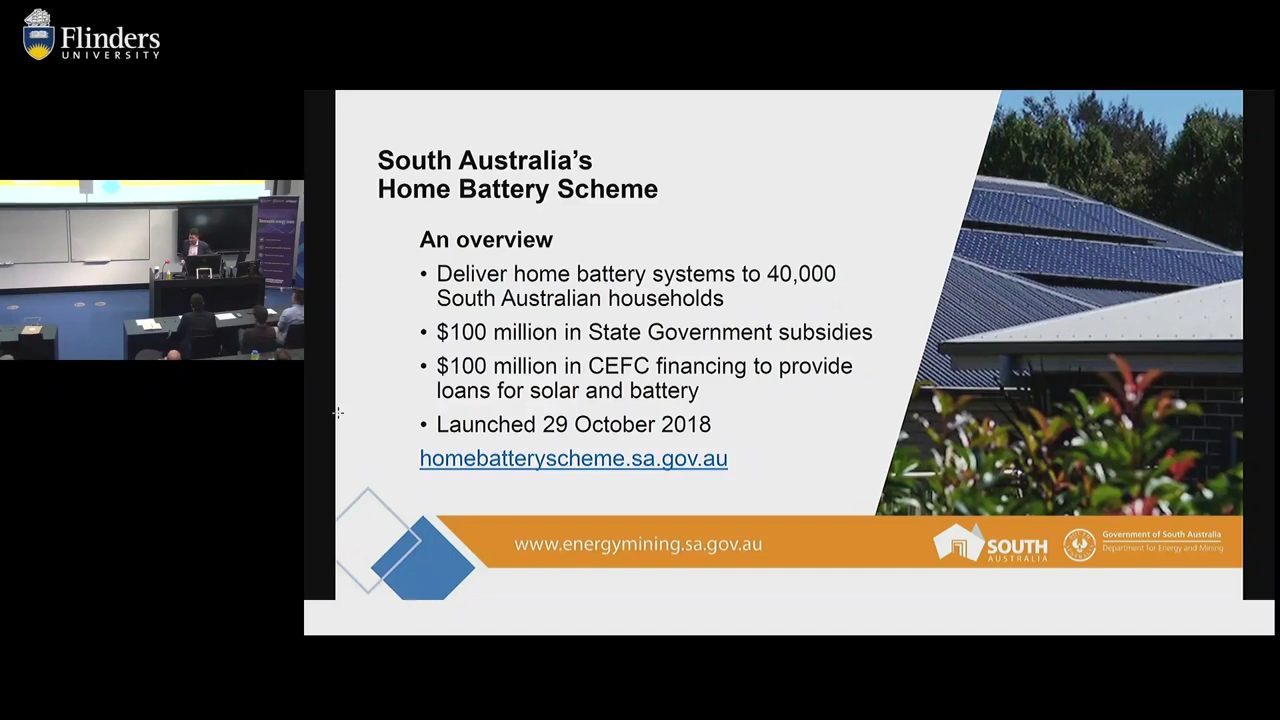 Flinders
UNIVERSITY
South Australia’s
Home Battery Scheme
An overview
• Deliver home battery systems to 40,000
South Australian households
• $100 million in State Government subsidies
• $100 million in CEFC financing to provide
loans for solar and battery
• Launched 29 October 2018
homebatteryscheme.sa.gov.au
www.energymining.sa.gov.au
SOUTH
AUSTRALIA
Government of South Australia
Department for Energy and Mining